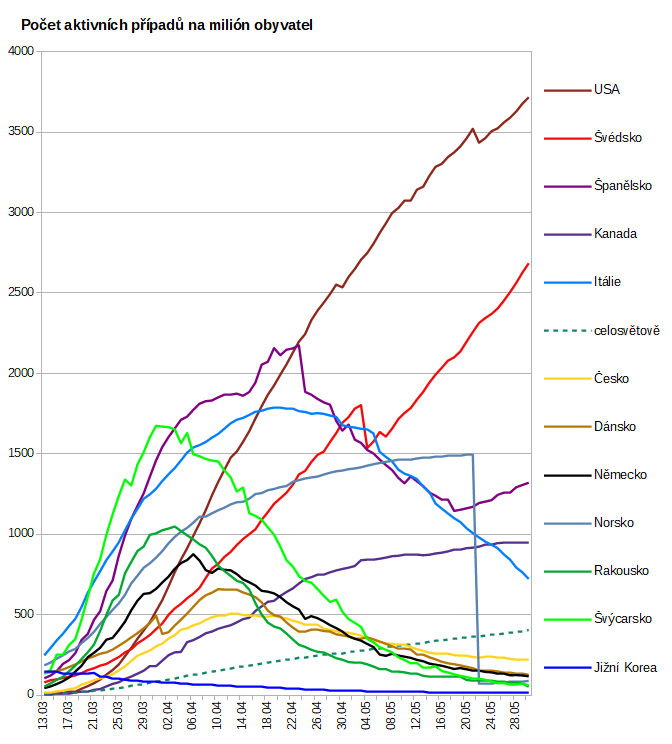 Počet aktivních případů na milión obyvatel
4000
3500
3000
2500
2000
1500
1000
500
0
13.03
17.03
21.03
25.03
29.03
02.04
06.04
10.04
14.04
18.04
22.04
26.04
30.04
04.05
08.05
12.05
16.05
20.05
24.05
28.05
USA
Švédsko
Španělsko
Kanada
Itálie
celosvětově
Česko
Dánsko
Německo
Norsko
Rakousko
Švýcarsko
Jižní Korea